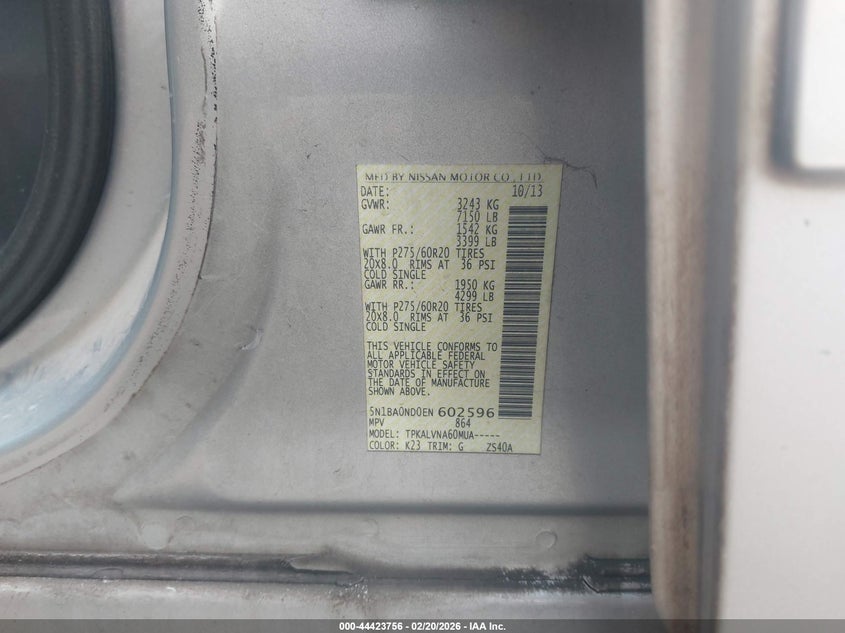 MFD BY NISSAN MOTOR CO., LTD.
DATE: 10/13
GVWR: 3243 KG
7150 LB
GAWR FR.: 1542 KG
3399 LB
WITH P275/60R20 TIRES
20X8.0 RIMS AT 36 PSI
COLD SINGLE
GAWR RR.: 1950 KG
4299 LB
WITH P275/60R20 TIRES
20X8.0 RIMS AT 36 PSI
COLD SINGLE
THIS VEHICLE CONFORMS TO
ALL APPLICABLE FEDERAL
MOTOR VEHICLE SAFETY
STANDARDS IN EFFECT ON
THE DATE OF MANUFACTURE
SHOWN ABOVE.
5N1BA0ND0EN 602596
MPV 864
MODEL: TPKALVNA60MUA-----
COLOR: K23 TRIM: G ZS40A
000-44423756 - 02/20/2026 - IAA Inc.